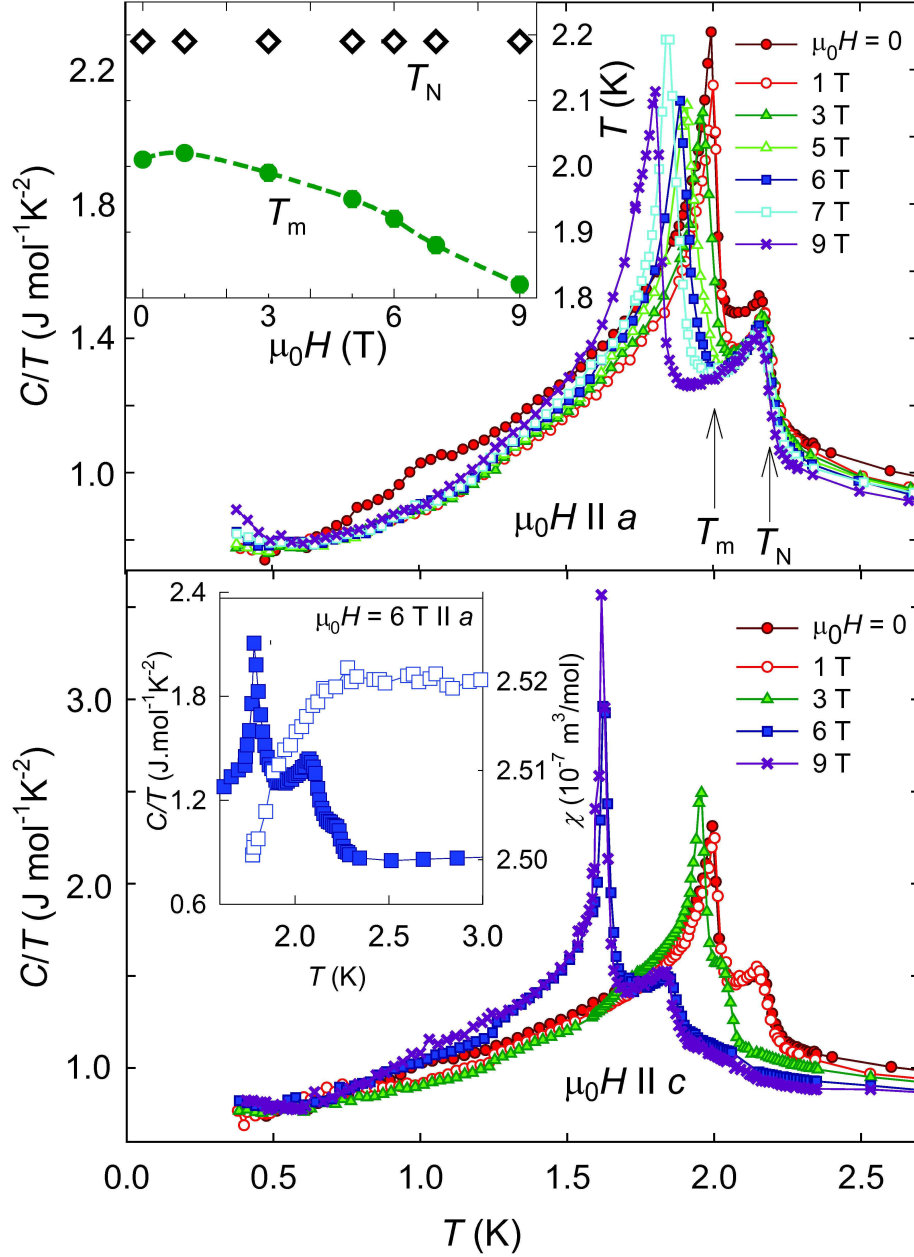 2.2
1.8
1.4
1.0
C/T (J mol⁻¹K⁻²)
T_N
T_m
0 3 6 9
μ₀H (T)
2.2
2.1
2.0
1.9
1.8
T (K)
μ₀H = 0
1 T
3 T
5 T
6 T
7 T
9 T
μ₀H II a
T_m
T_N
3.0
2.0
1.0
C/T (J mol⁻¹K⁻²)
2.4
1.8
1.2
0.6
C/T (J.mol⁻¹K⁻²)
μ₀H = 6 T II a
2.52
2.51
2.50
χ (10⁻⁷ m³/mol)
2.0 2.5 3.0
T (K)
μ₀H = 0
1 T
3 T
6 T
9 T
μ₀H II c
0.0 0.5 1.0 1.5 2.0 2.5
T (K)